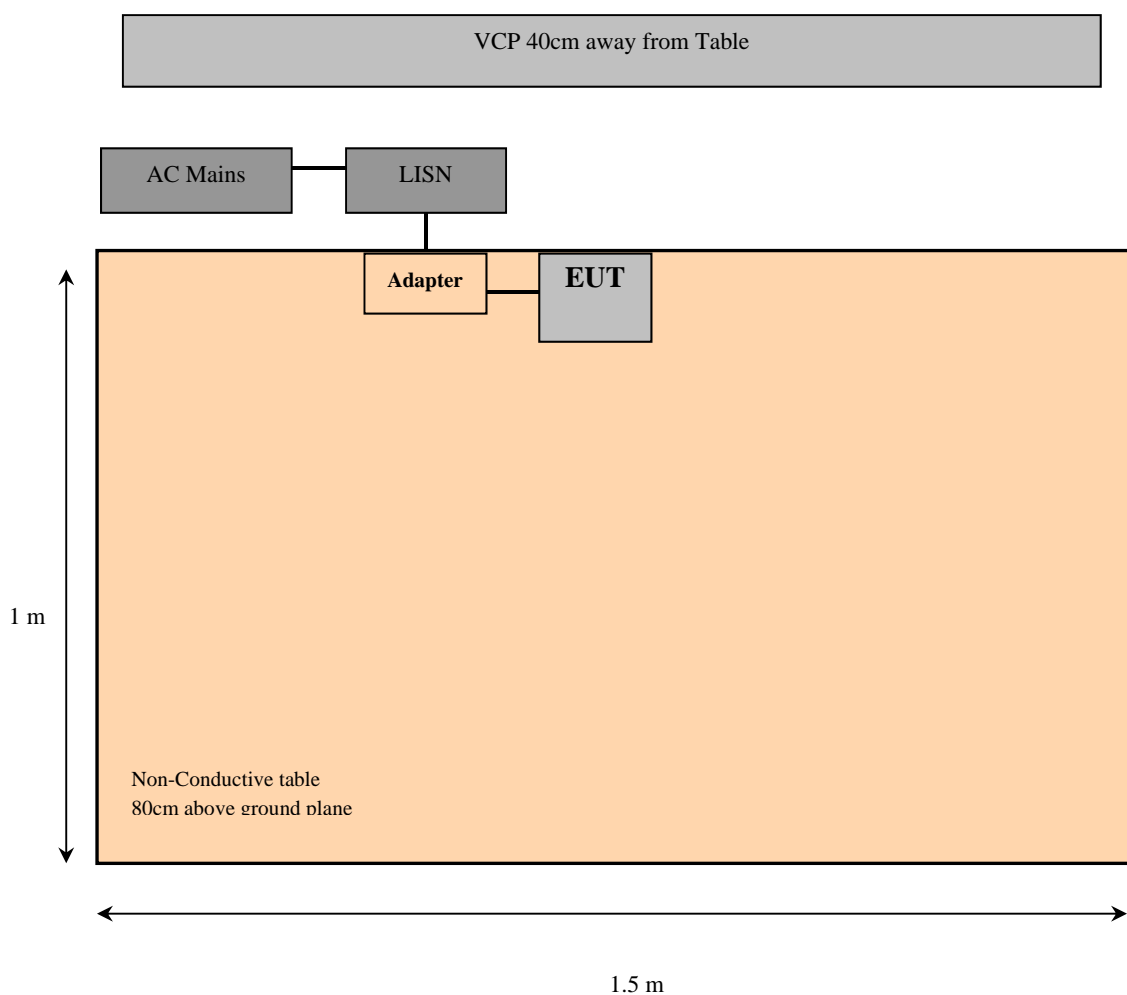 VCP 40cm away from Table
AC Mains
LISN
Adapter
EUT
1 m
Non-Conductive table
80cm above ground plane
1.5 m